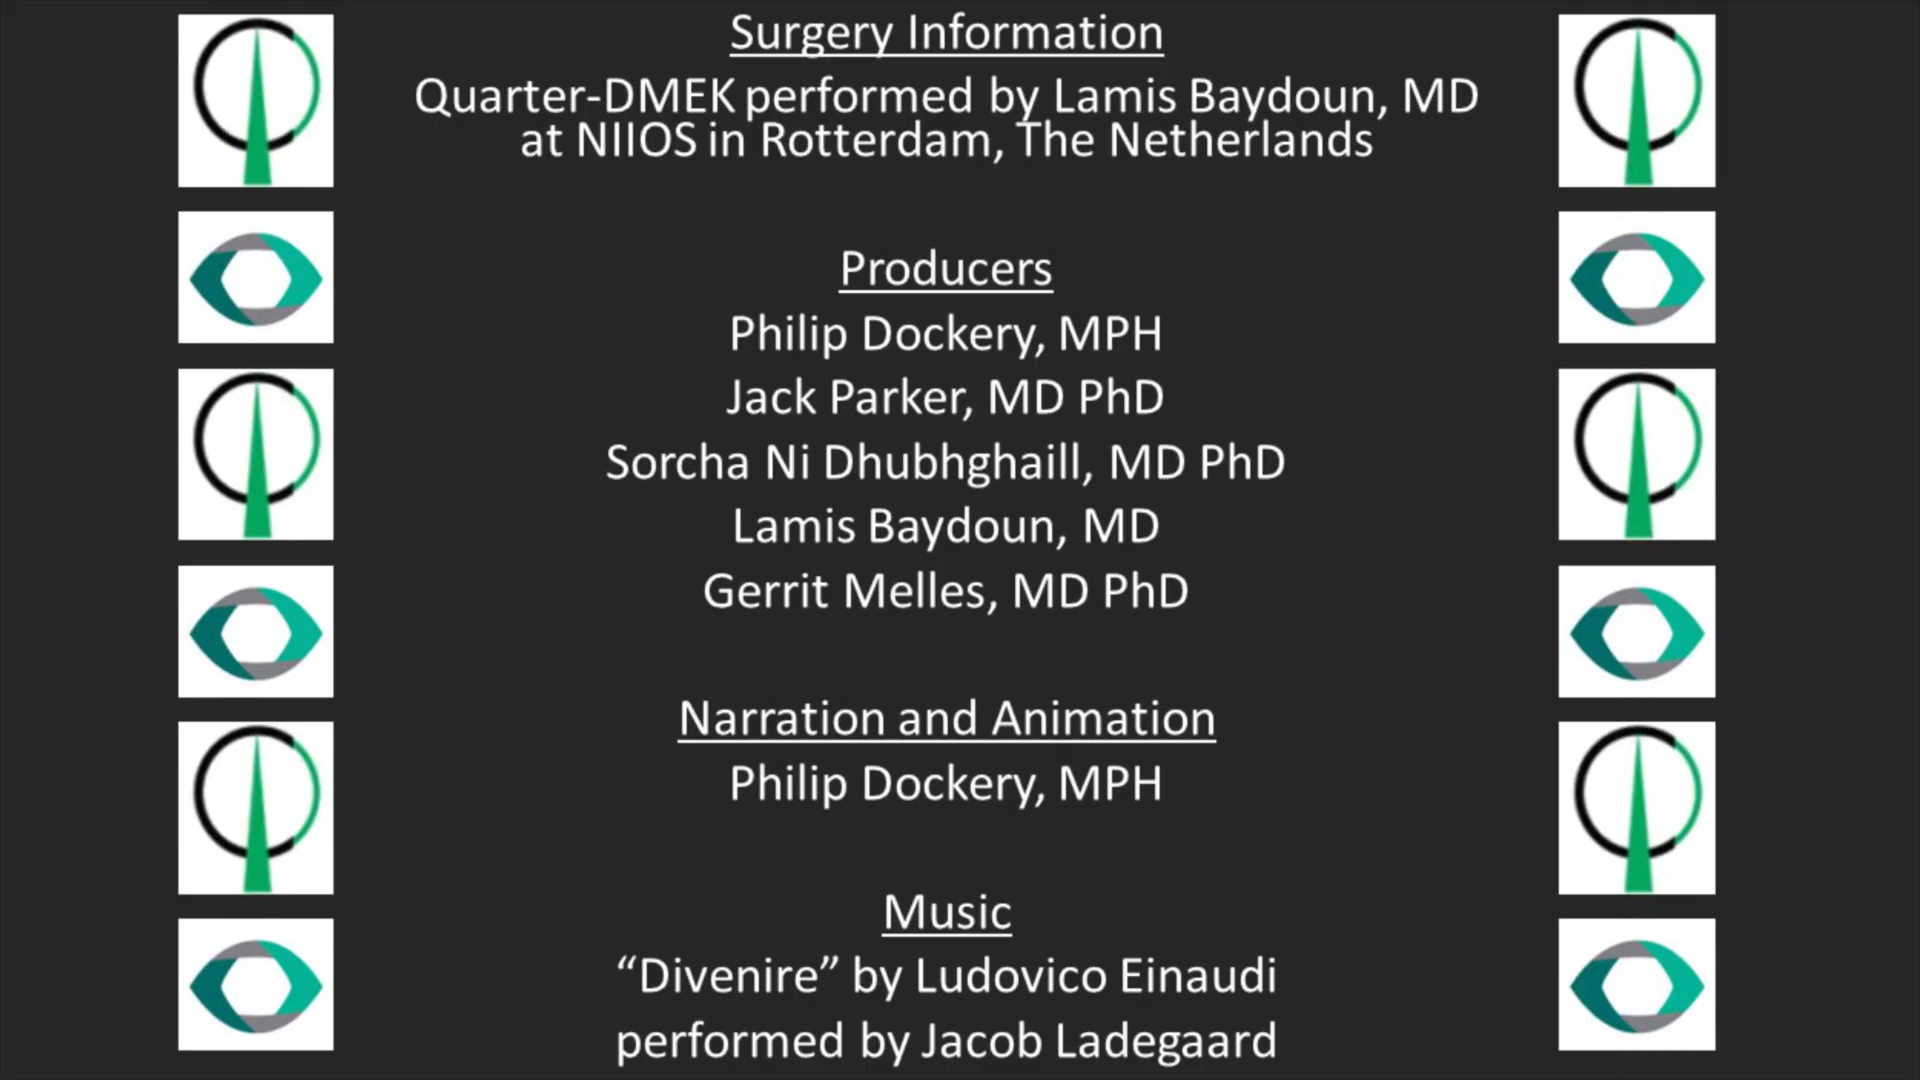 Surgery Information
Quarter-DMEK performed by Lamis Baydoun, MD
at NIIOS in Rotterdam, The Netherlands
Producers
Philip Dockery, MPH
Jack Parker, MD PhD
Sorcha Ni Dhubhghaill, MD PhD
Lamis Baydoun, MD
Gerrit Melles, MD PhD
Narration and Animation
Philip Dockery, MPH
Music
“Divenire” by Ludovico Einaudi
performed by Jacob Ladegaard